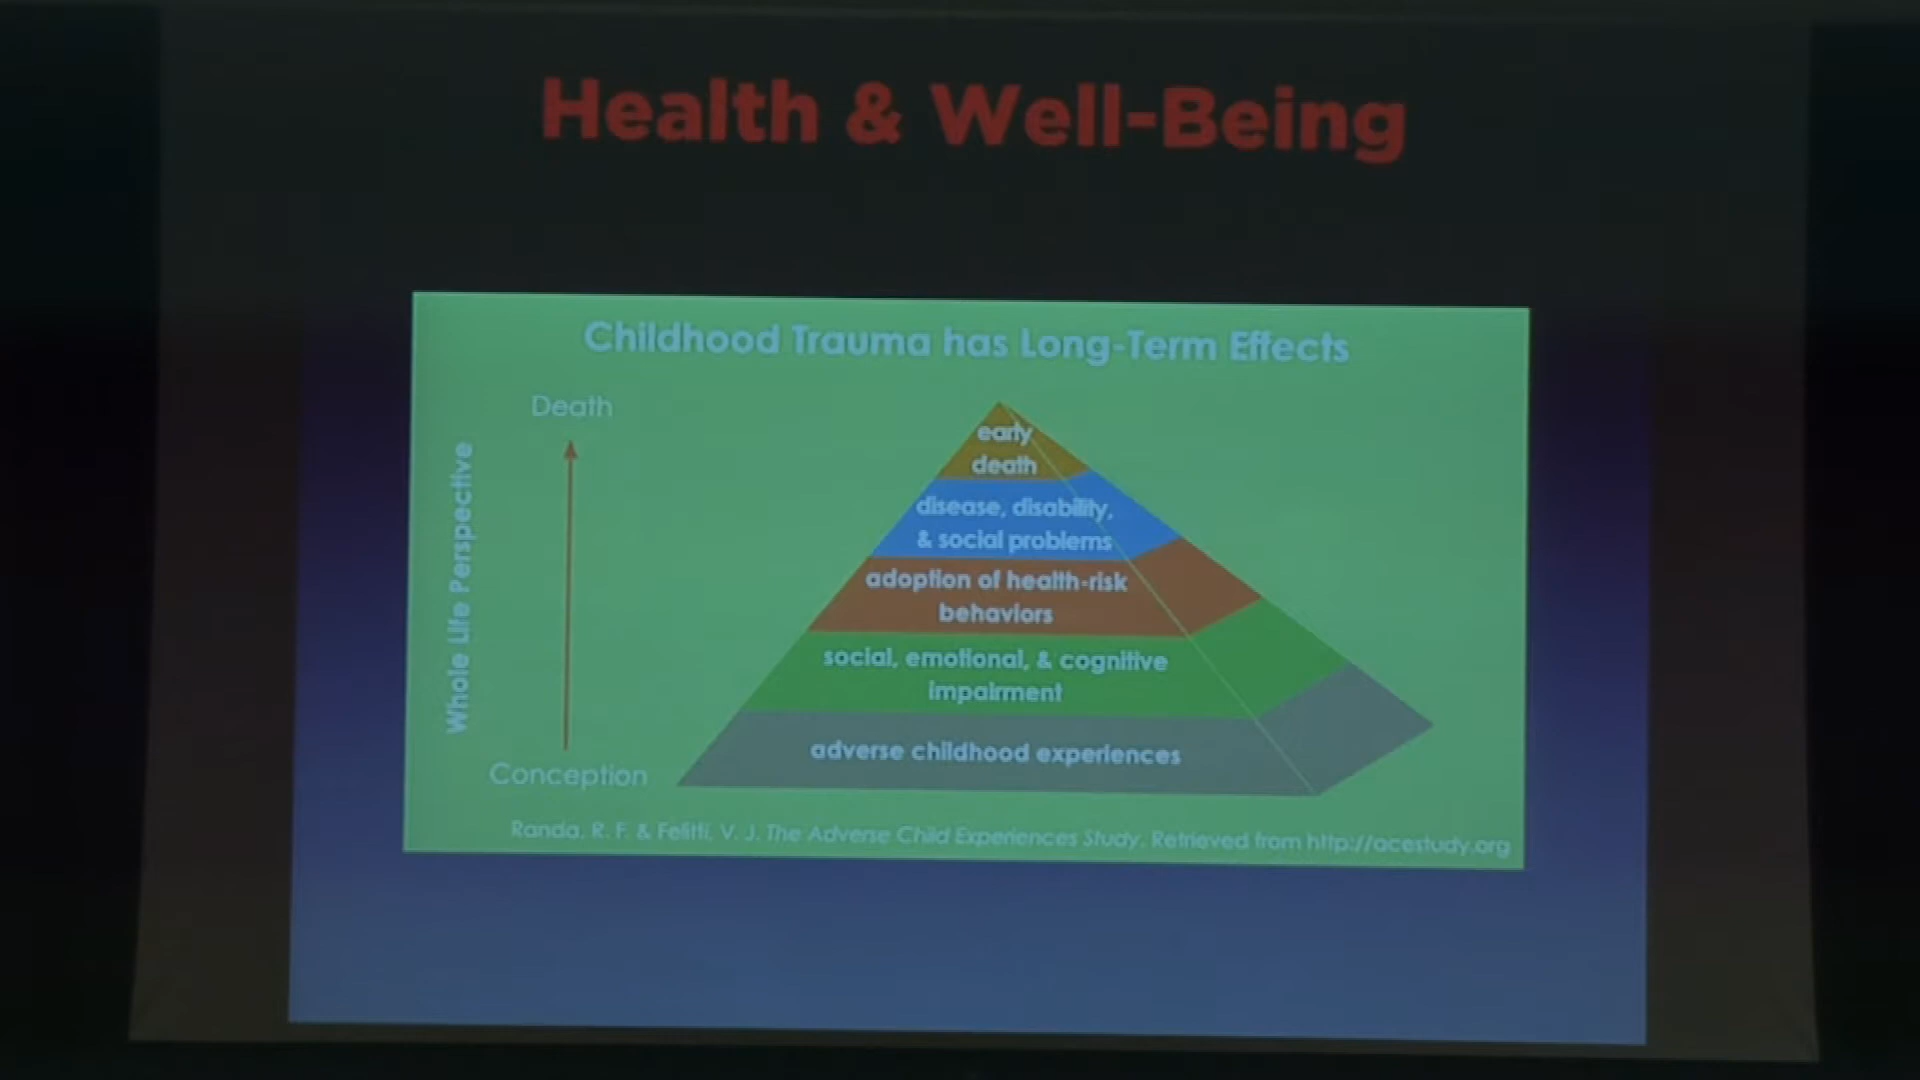 Health & Well-Being
Childhood Trauma has Long-Term Effects
Death
Whole Life Perspective
Conception
early
death
disease, disability,
& social problems
adoption of health-risk
behaviors
social, emotional, & cognitive
impairment
adverse childhood experiences
Randa, R. F. & Felitti, V. J. The Adverse Child Experiences Study. Retrieved from http://acestudy.org